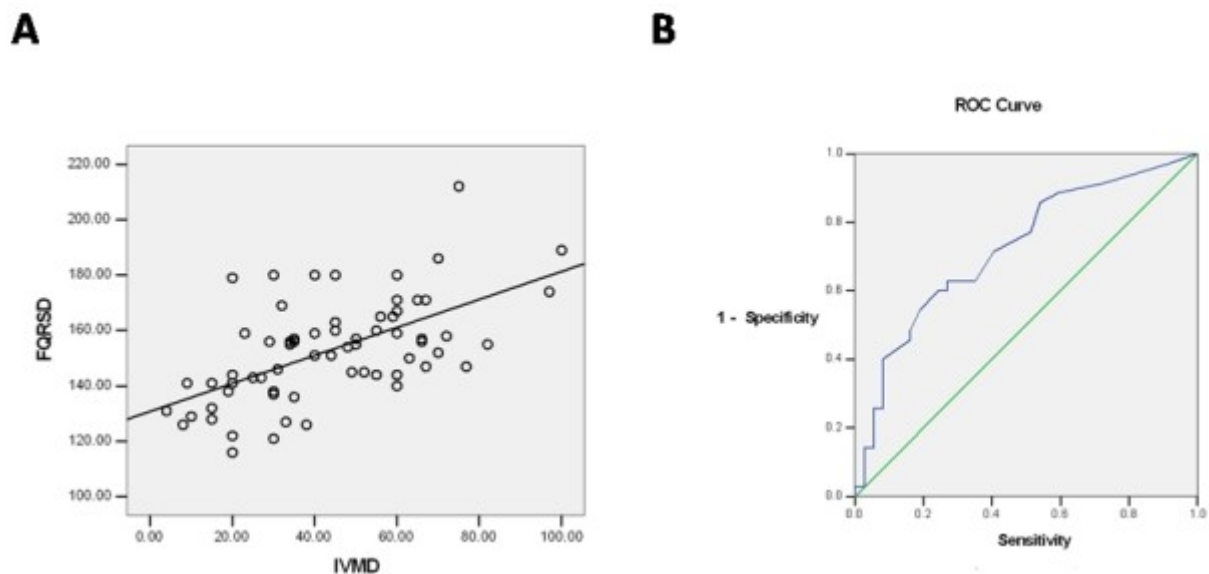 A
B
220.00
200.00
180.00
160.00
140.00
120.00
100.00
FQRSD
0.00 20.00 40.00 60.00 80.00 100.00
IVMD
ROC Curve
1.0
0.8
0.6
0.4
0.2
0.0
1 - Specificity
0.0 0.2 0.4 0.6 0.8 1.0
Sensitivity